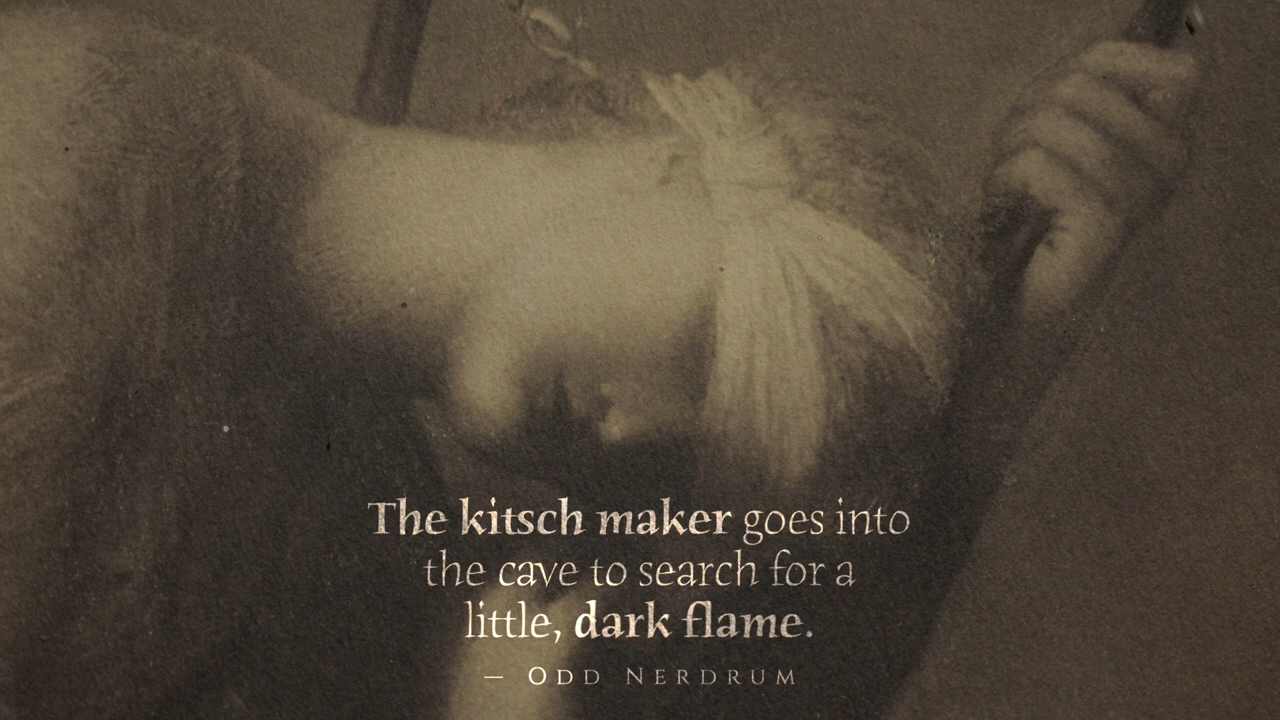 The kitsch maker goes into
the cave to search for a
little, dark flame.
— Odd Nerdrum